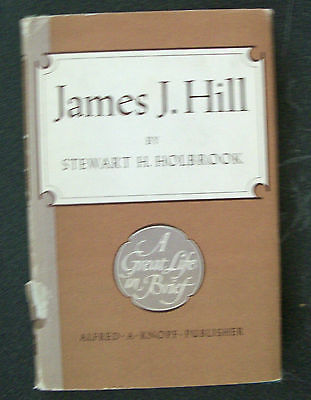 James J. Hill
BY
STEWART H. HOLBROOK
A
Great Life
in Brief
ALFRED · A · KNOPF · PUBLISHER